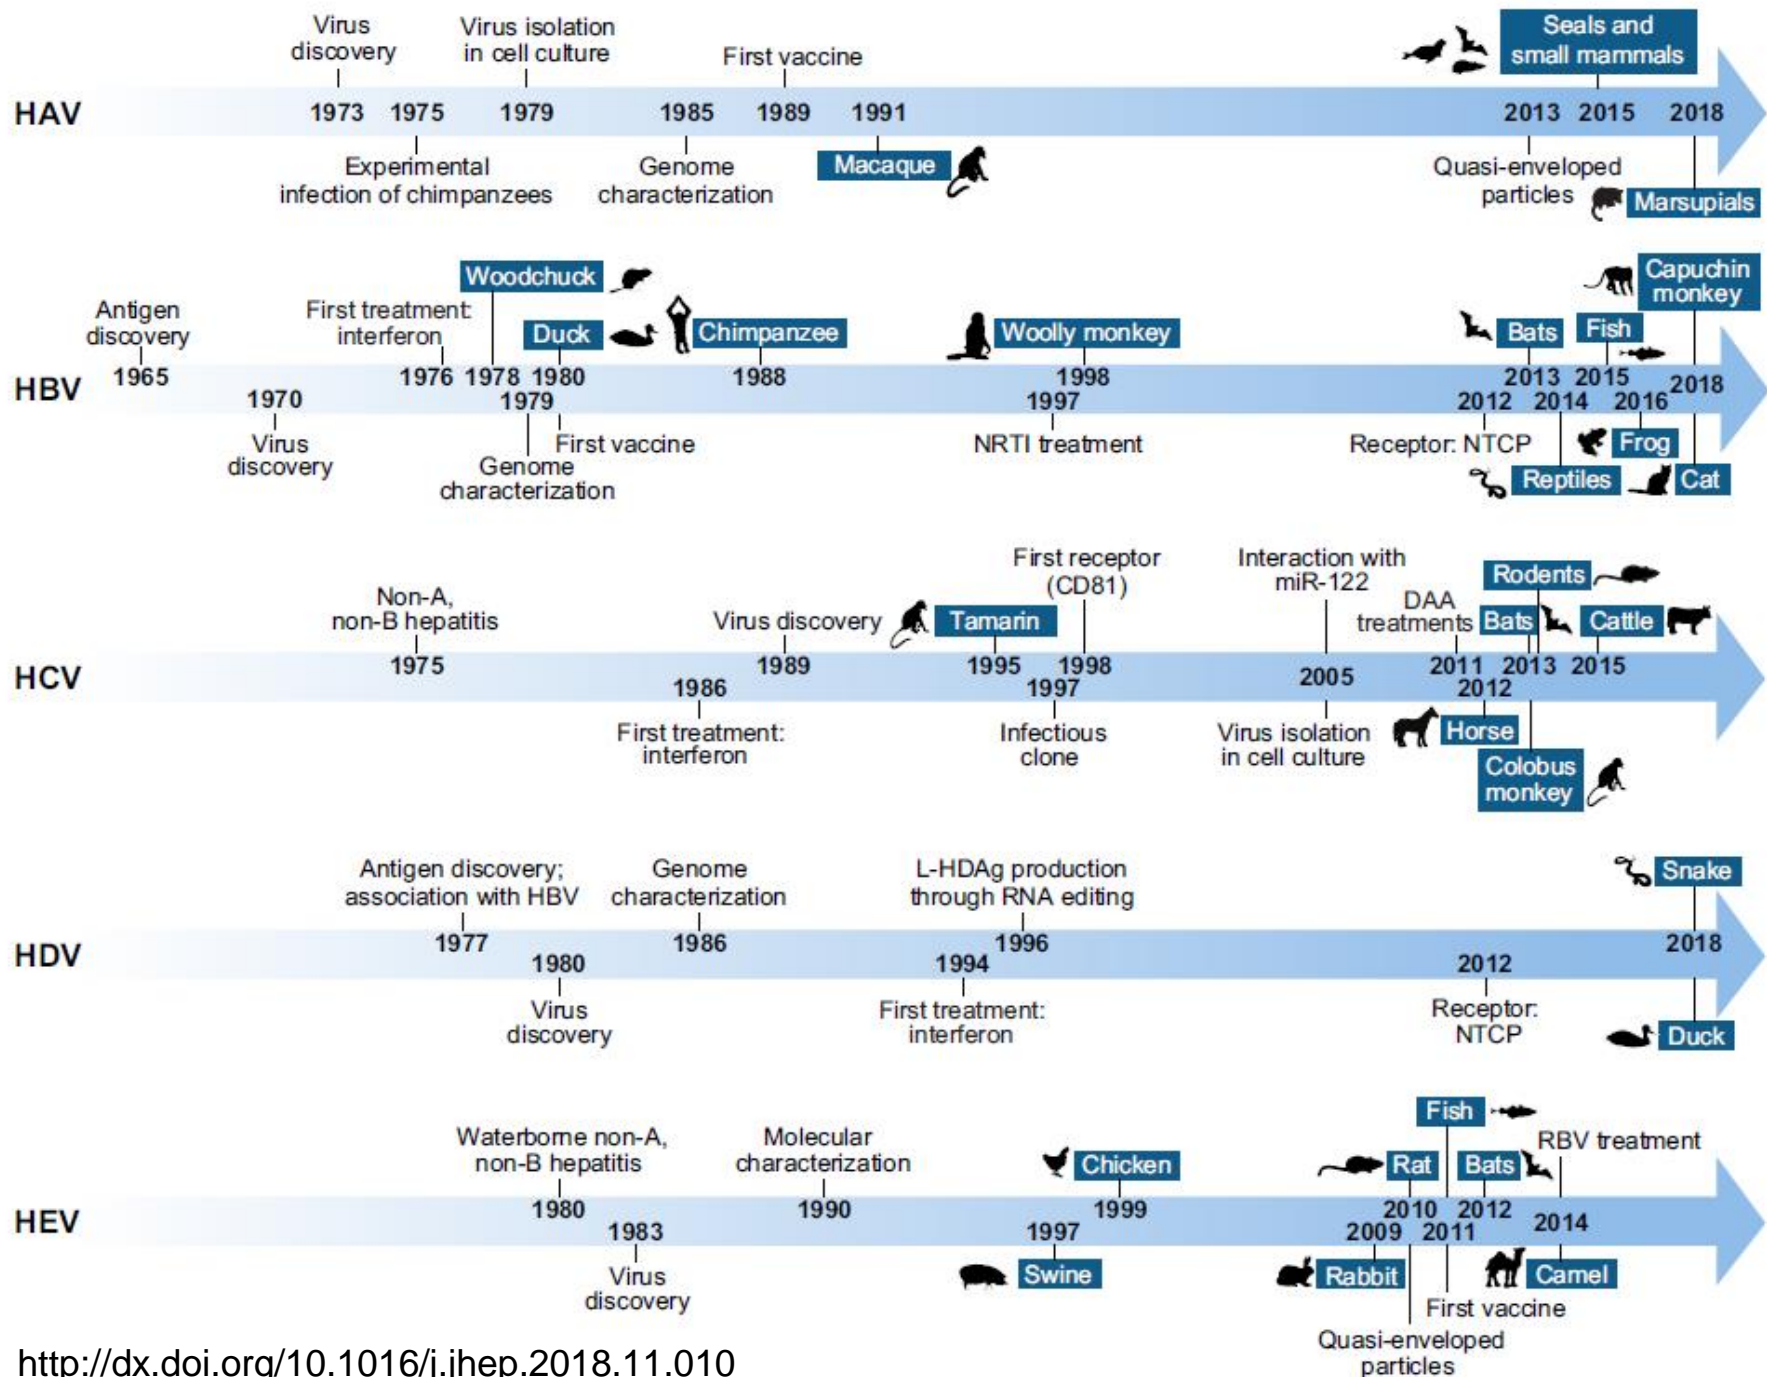 Virus
discovery
Virus isolation
in cell culture
First vaccine
Seals and
small mammals
HAV
1973 1975 1979 1985 1989 1991 2013 2015 2018
Experimental
infection of chimpanzees
Genome
characterization
Macaque
Quasi-enveloped
particles
Marsupials
Antigen
discovery
First treatment:
interferon
Woodchuck
Duck
Chimpanzee
Woolly monkey
Bats
Fish
Capuchin
monkey
HBV
1965 1976 1978 1980 1988 1998 2013 2015 2018
1970 1979 1997 2012 2014 2016
Virus
discovery
Genome
characterization
First vaccine
NRTI treatment
Receptor: NTCP
Reptiles
Frog
Cat
Non-A,
non-B hepatitis
Virus discovery
Tamarin
First receptor
(CD81)
Interaction with
miR-122
DAA
treatments
Bats
Rodents
Cattle
HCV
1975 1989 1995 1998 2005 2011 2013 2015
1986 1997 2012
First treatment:
interferon
Infectious
clone
Virus isolation
in cell culture
Horse
Colobus
monkey
Antigen discovery;
association with HBV
Genome
characterization
L-HDAg production
through RNA editing
Snake
HDV
1977 1986 1996 2018
1980 1994 2012
Virus
discovery
First treatment:
interferon
Receptor:
NTCP
Duck
Waterborne non-A,
non-B hepatitis
Molecular
characterization
Chicken
Rat
Fish
Bats
RBV treatment
HEV
1980 1990 1999 2010 2012 2014
1983 1997 2009 2011
Virus
discovery
Swine
Rabbit
Quasi-enveloped
particles
First vaccine
Camel
http://dx.doi.org/10.1016/j.jhep.2018.11.010